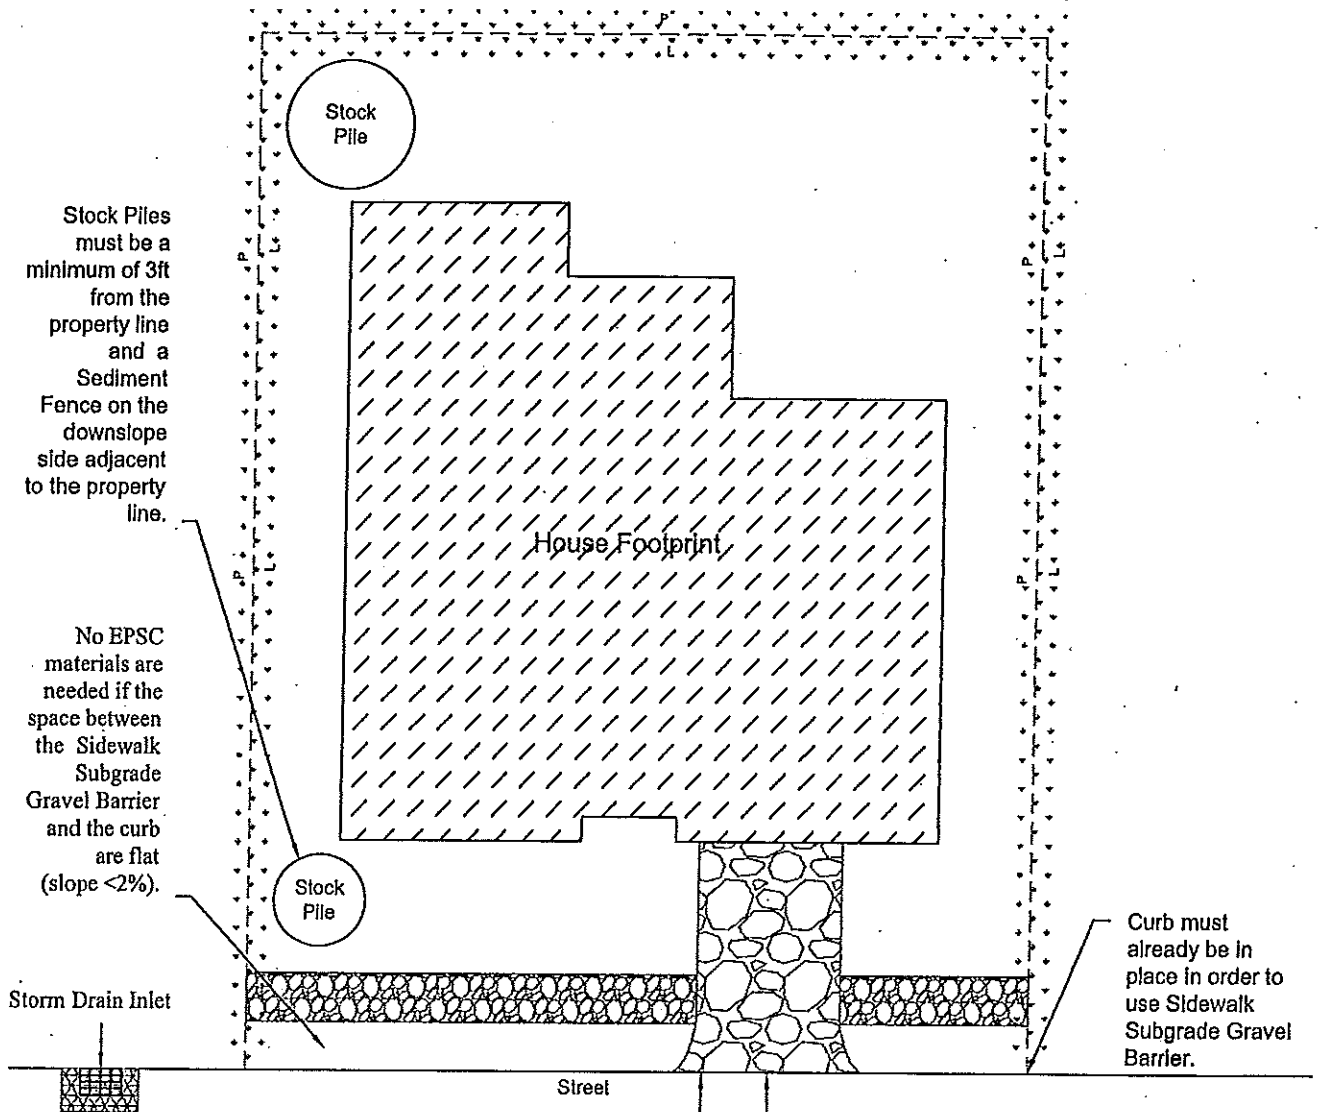 P
L
Stock
Pile
Stock Piles
must be a
minimum of 3ft
from the
property line
and a
Sediment
Fence on the
downslope
side adjacent
to the property
line.
P
L
P
L
House Footprint
P
L
P
L
No EPSC
materials are
needed if the
space between
the Sidewalk
Subgrade
Gravel Barrier
and the curb
are flat
(slope <2%).
Stock
Pile
Curb must
already be in
place in order to
use Sidewalk
Subgrade Gravel
Barrier.
Storm Drain Inlet
Street